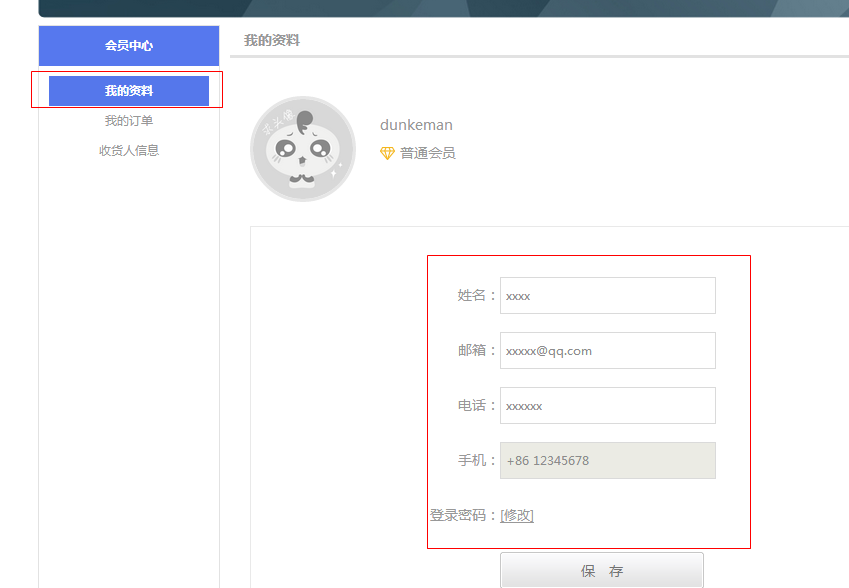 会员中心
我的资料
我的订单
收货人信息
我的资料
dunkeman
普通会员
姓名：xxxx
邮箱：xxxxx@qq.com
电话：xxxxxx
手机：+86 12345678
登录密码：[修改]
保 存